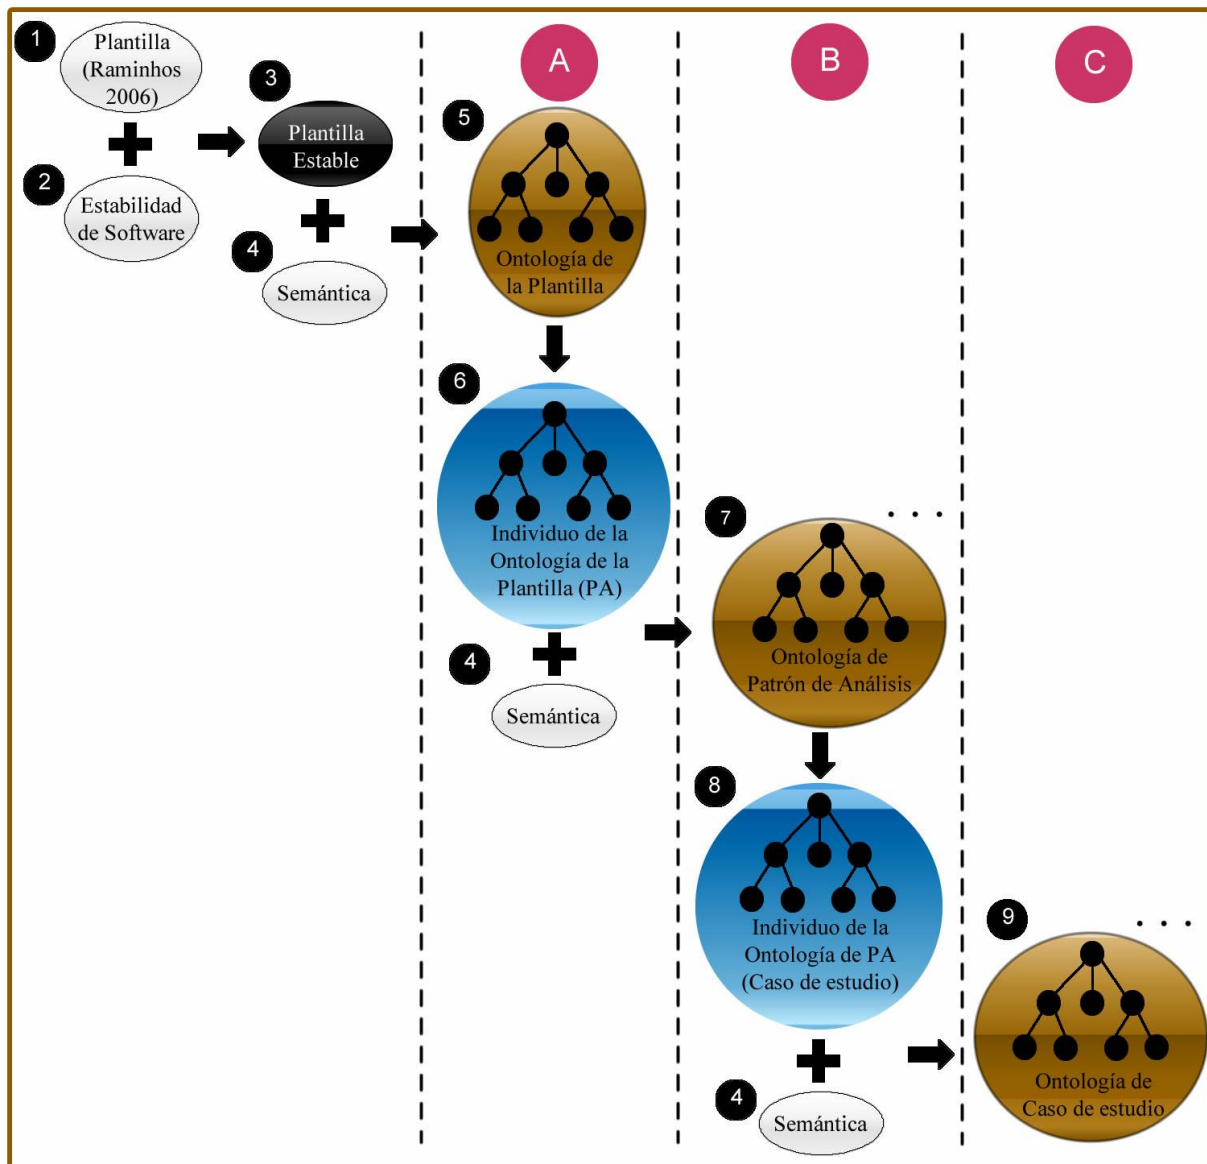 1
Plantilla
(Raminhos
2006)
2
Estabilidad
de Software
3
Plantilla
Estable
4
Semántica
A
5
Ontología de
la Plantilla
6
Individuo de la
Ontología de la
Plantilla (PA)
4
Semántica
B
7
. . .
Ontología de
Patrón de Análisis
8
Individuo de la
Ontología de PA
(Caso de estudio)
4
Semántica
C
9
. . .
Ontología de
Caso de estudio